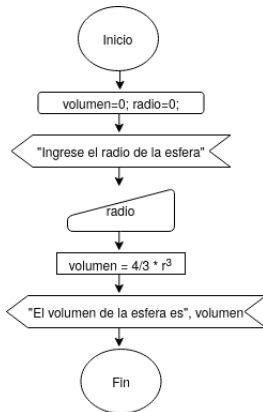 Inicio
volumen=0; radio=0;
"Ingrese el radio de la esfera"
radio
volumen = 4/3 * r³
"El volumen de la esfera es", volumen
Fin